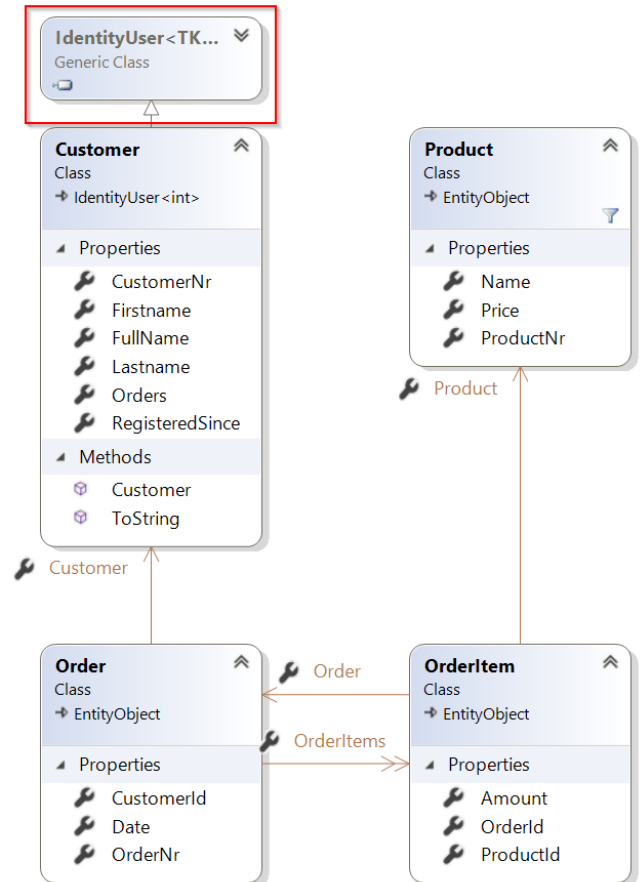 IdentityUser<TK...
Generic Class
Customer
Class
IdentityUser<int>
Properties
CustomerNr
Firstname
FullName
Lastname
Orders
RegisteredSince
Methods
Customer
ToString
Product
Class
EntityObject
Properties
Name
Price
ProductNr
Product
Customer
Order
Class
EntityObject
Properties
CustomerId
Date
OrderNr
Order
OrderItems
OrderItem
Class
EntityObject
Properties
Amount
OrderId
ProductId